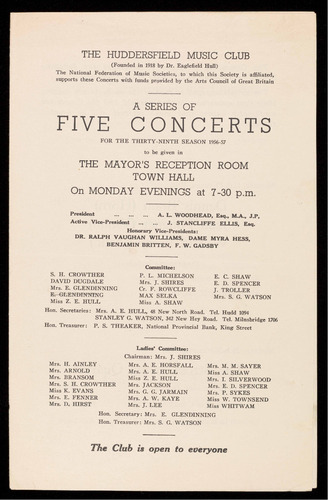 THE HUDDERSFIELD MUSIC CLUB
(Founded in 1918 by Dr. Eaglefield Hull)
The National Federation of Music Societies, to which this Society is affiliated,
supports these Concerts with funds provided by the Arts Council of Great Britain
A SERIES OF
FIVE CONCERTS
FOR THE THIRTY-NINTH SEASON 1956-57
to be given in
THE MAYOR'S RECEPTION ROOM
TOWN HALL
On MONDAY EVENINGS at 7-30 p.m.
President ... ... ... A. L. WOODHEAD, Esq., M.A., J.P.
Active Vice-President ... J. STANCLIFFE ELLIS, Esq.
Honorary Vice-Presidents:
DR. RALPH VAUGHAN WILLIAMS, DAME MYRA HESS,
BENJAMIN BRITTEN, F. W. GADSBY
Committee:
S. H. CROWTHER P. L. MICHELSON E. C. SHAW
DAVID DUGDALE Mrs. J. SHIRES E. D. SPENCER
Mrs. E. GLENDINNING Cr. F. ROWCLIFFE J. TROLLER
E. GLENDINNING MAX SELKA Mrs. S. G. WATSON
Miss Z. E. HULL Miss A. SHAW
Hon. Secretaries: Mrs. A. E. HULL, 48 New North Road. Tel. Hudd 1094
STANLEY G. WATSON, 342 New Hey Road. Tel. Milnsbridge 1706
Hon. Treasurer: P. S. THEAKER, National Provincial Bank, King Street
Ladies' Committee:
Chairman: Mrs. J. SHIRES
Mrs. H. AINLEY Mrs. A. E. HORSFALL Mrs. M. M. SAYER
Mrs. ARNOLD Mrs. A. E. HULL Miss A. SHAW
Mrs. BRANSOM Miss Z. E. HULL Mrs. I. SILVERWOOD
Mrs. S. H. CROWTHER Mrs. JACKSON Mrs. E. D. SPENCER
Miss K. EVANS Mrs. G. G. JARMAIN Mrs. P. SYKES
Mrs. E. FENNER Mrs. A. W. KAYE Miss W. TOWNSEND
Mrs. D. HIRST Mrs. J. LEE Miss WHITWAM
Hon. Secretary: Mrs. E. GLENDINNING
Hon. Treasurer: Mrs. S. G. WATSON
The Club is open to everyone